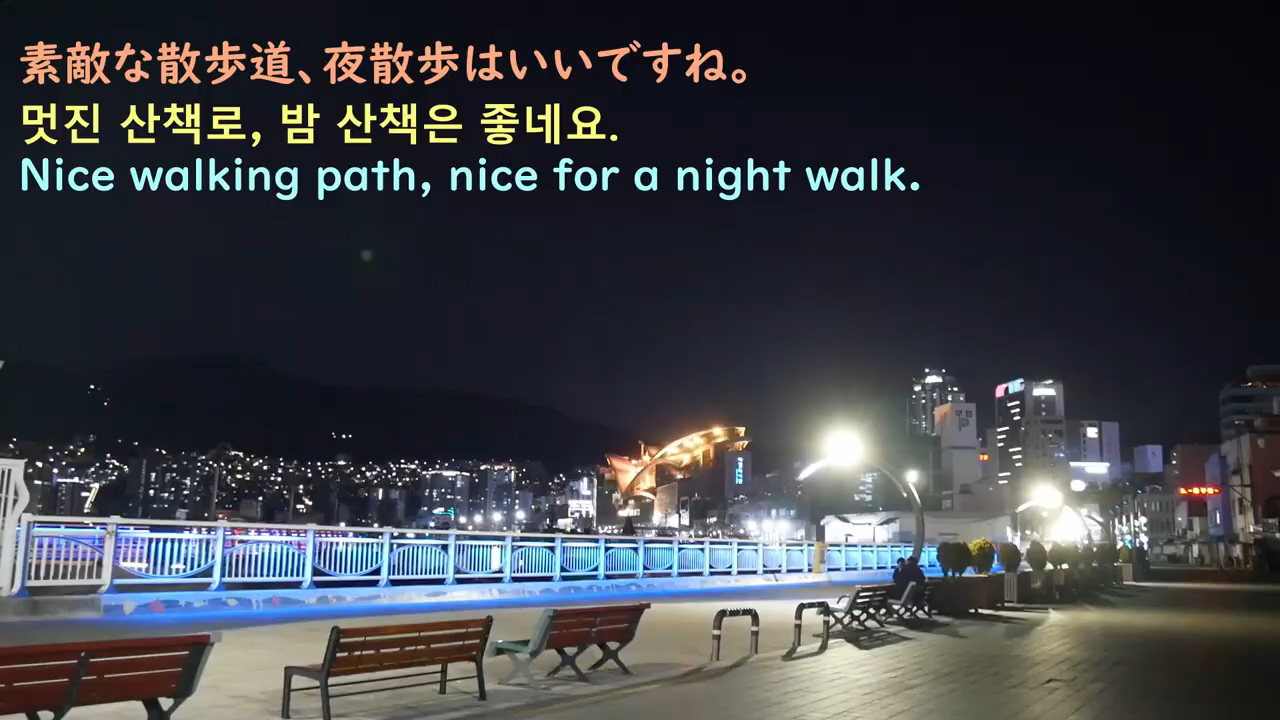 素敵な散歩道、夜散歩はいいですね。
멋진 산책로, 밤 산책은 좋네요.
Nice walking path, nice for a night walk.
P